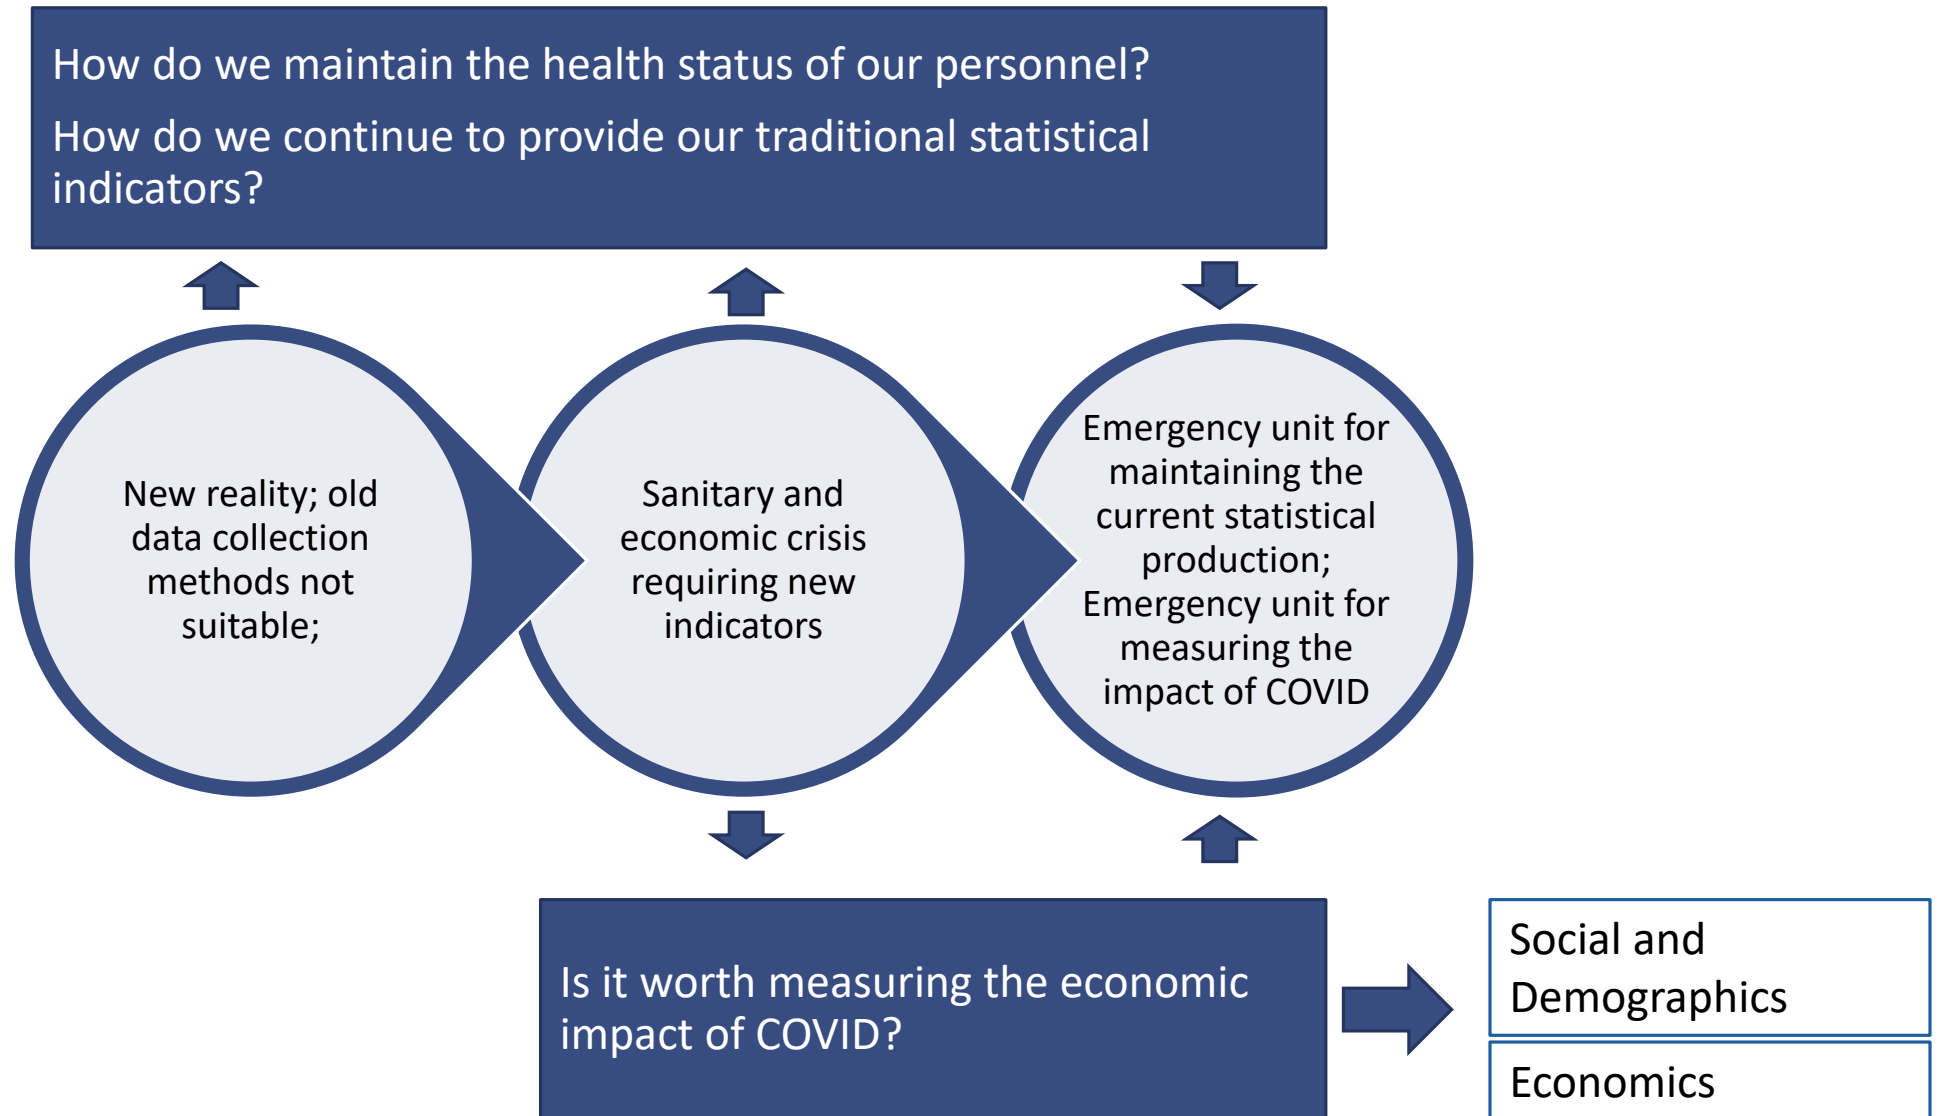 How do we maintain the health status of our personnel?
How do we continue to provide our traditional statistical
indicators?
New reality; old
data collection
methods not
suitable;
Sanitary and
economic crisis
requiring new
indicators
Emergency unit for
maintaining the
current statistical
production;
Emergency unit for
measuring the
impact of COVID
Is it worth measuring the economic
impact of COVID?
Social and
Demographics
Economics